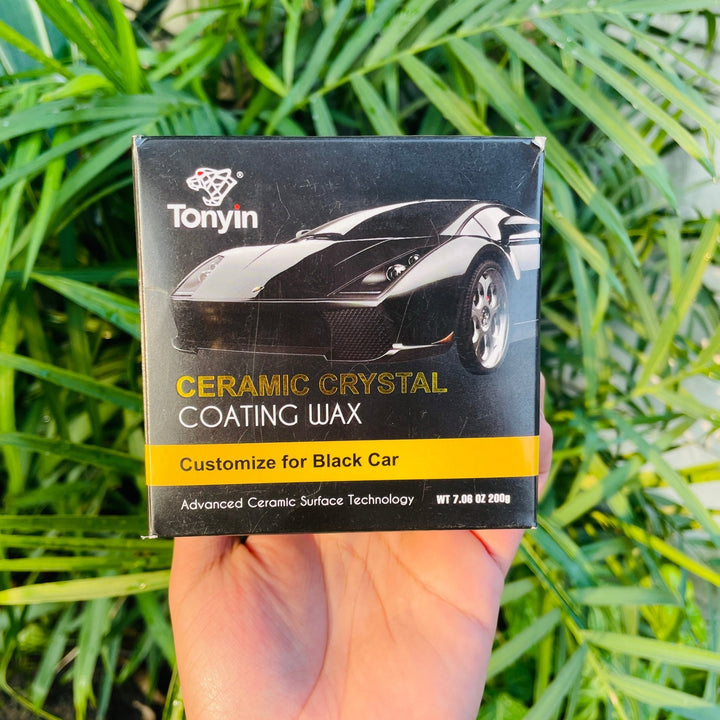 ®
Tonyin
CERAMIC CRYSTAL
COATING WAX
Customize for Black Car
Advanced Ceramic Surface Technology WT 7.06 OZ 200g